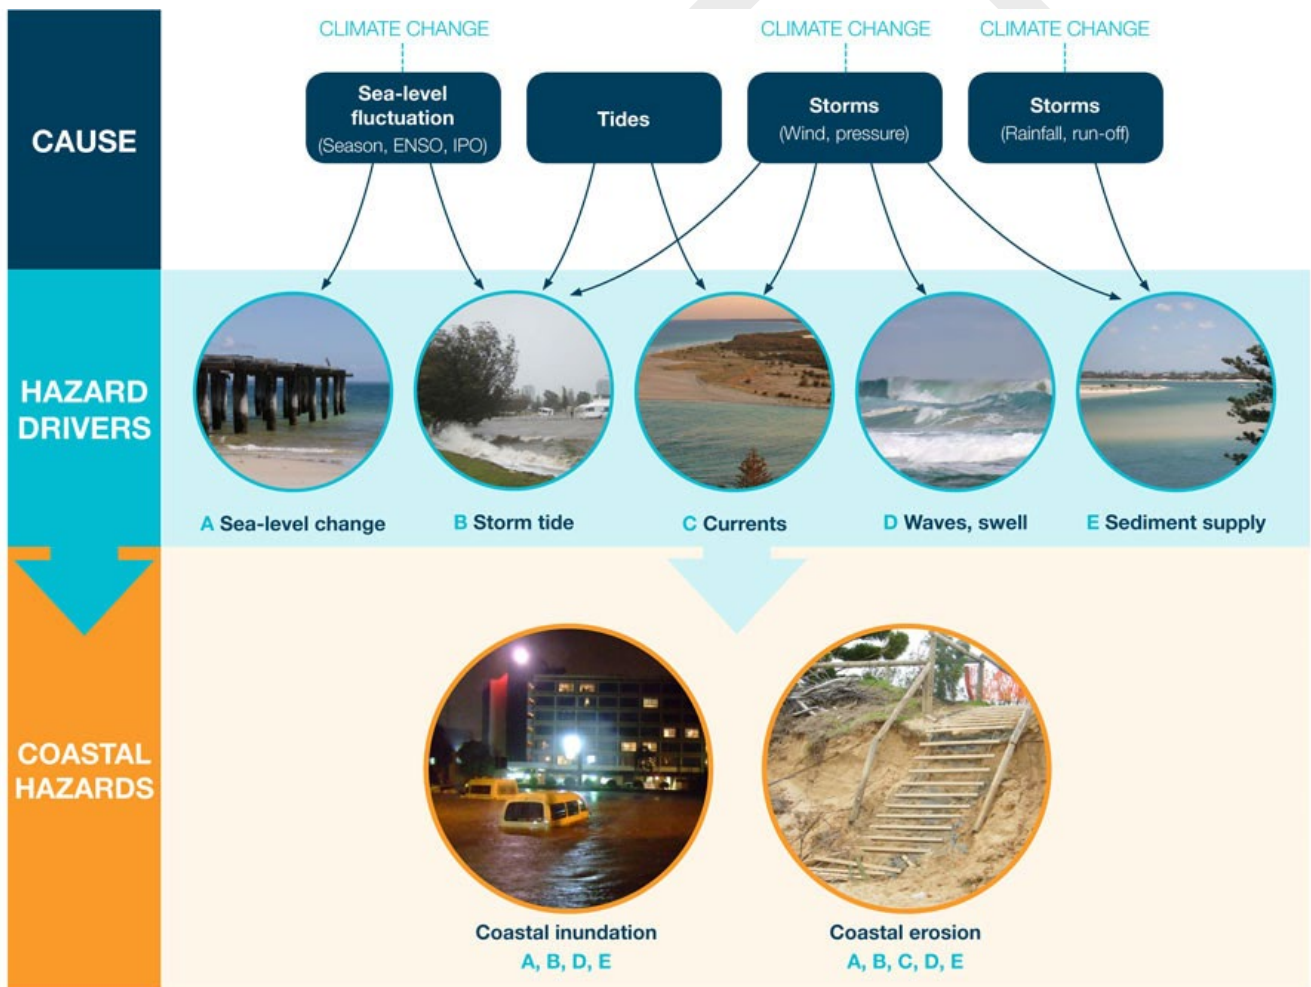 CLIMATE CHANGE
CLIMATE CHANGE
CLIMATE CHANGE
CAUSE
Sea-level
fluctuation
(Season, ENSO, IPO)
Tides
Storms
(Wind, pressure)
Storms
(Rainfall, run-off)
HAZARD
DRIVERS
A Sea-level change
B Storm tide
C Currents
D Waves, swell
E Sediment supply
COASTAL
HAZARDS
Coastal inundation
A, B, D, E
Coastal erosion
A, B, C, D, E